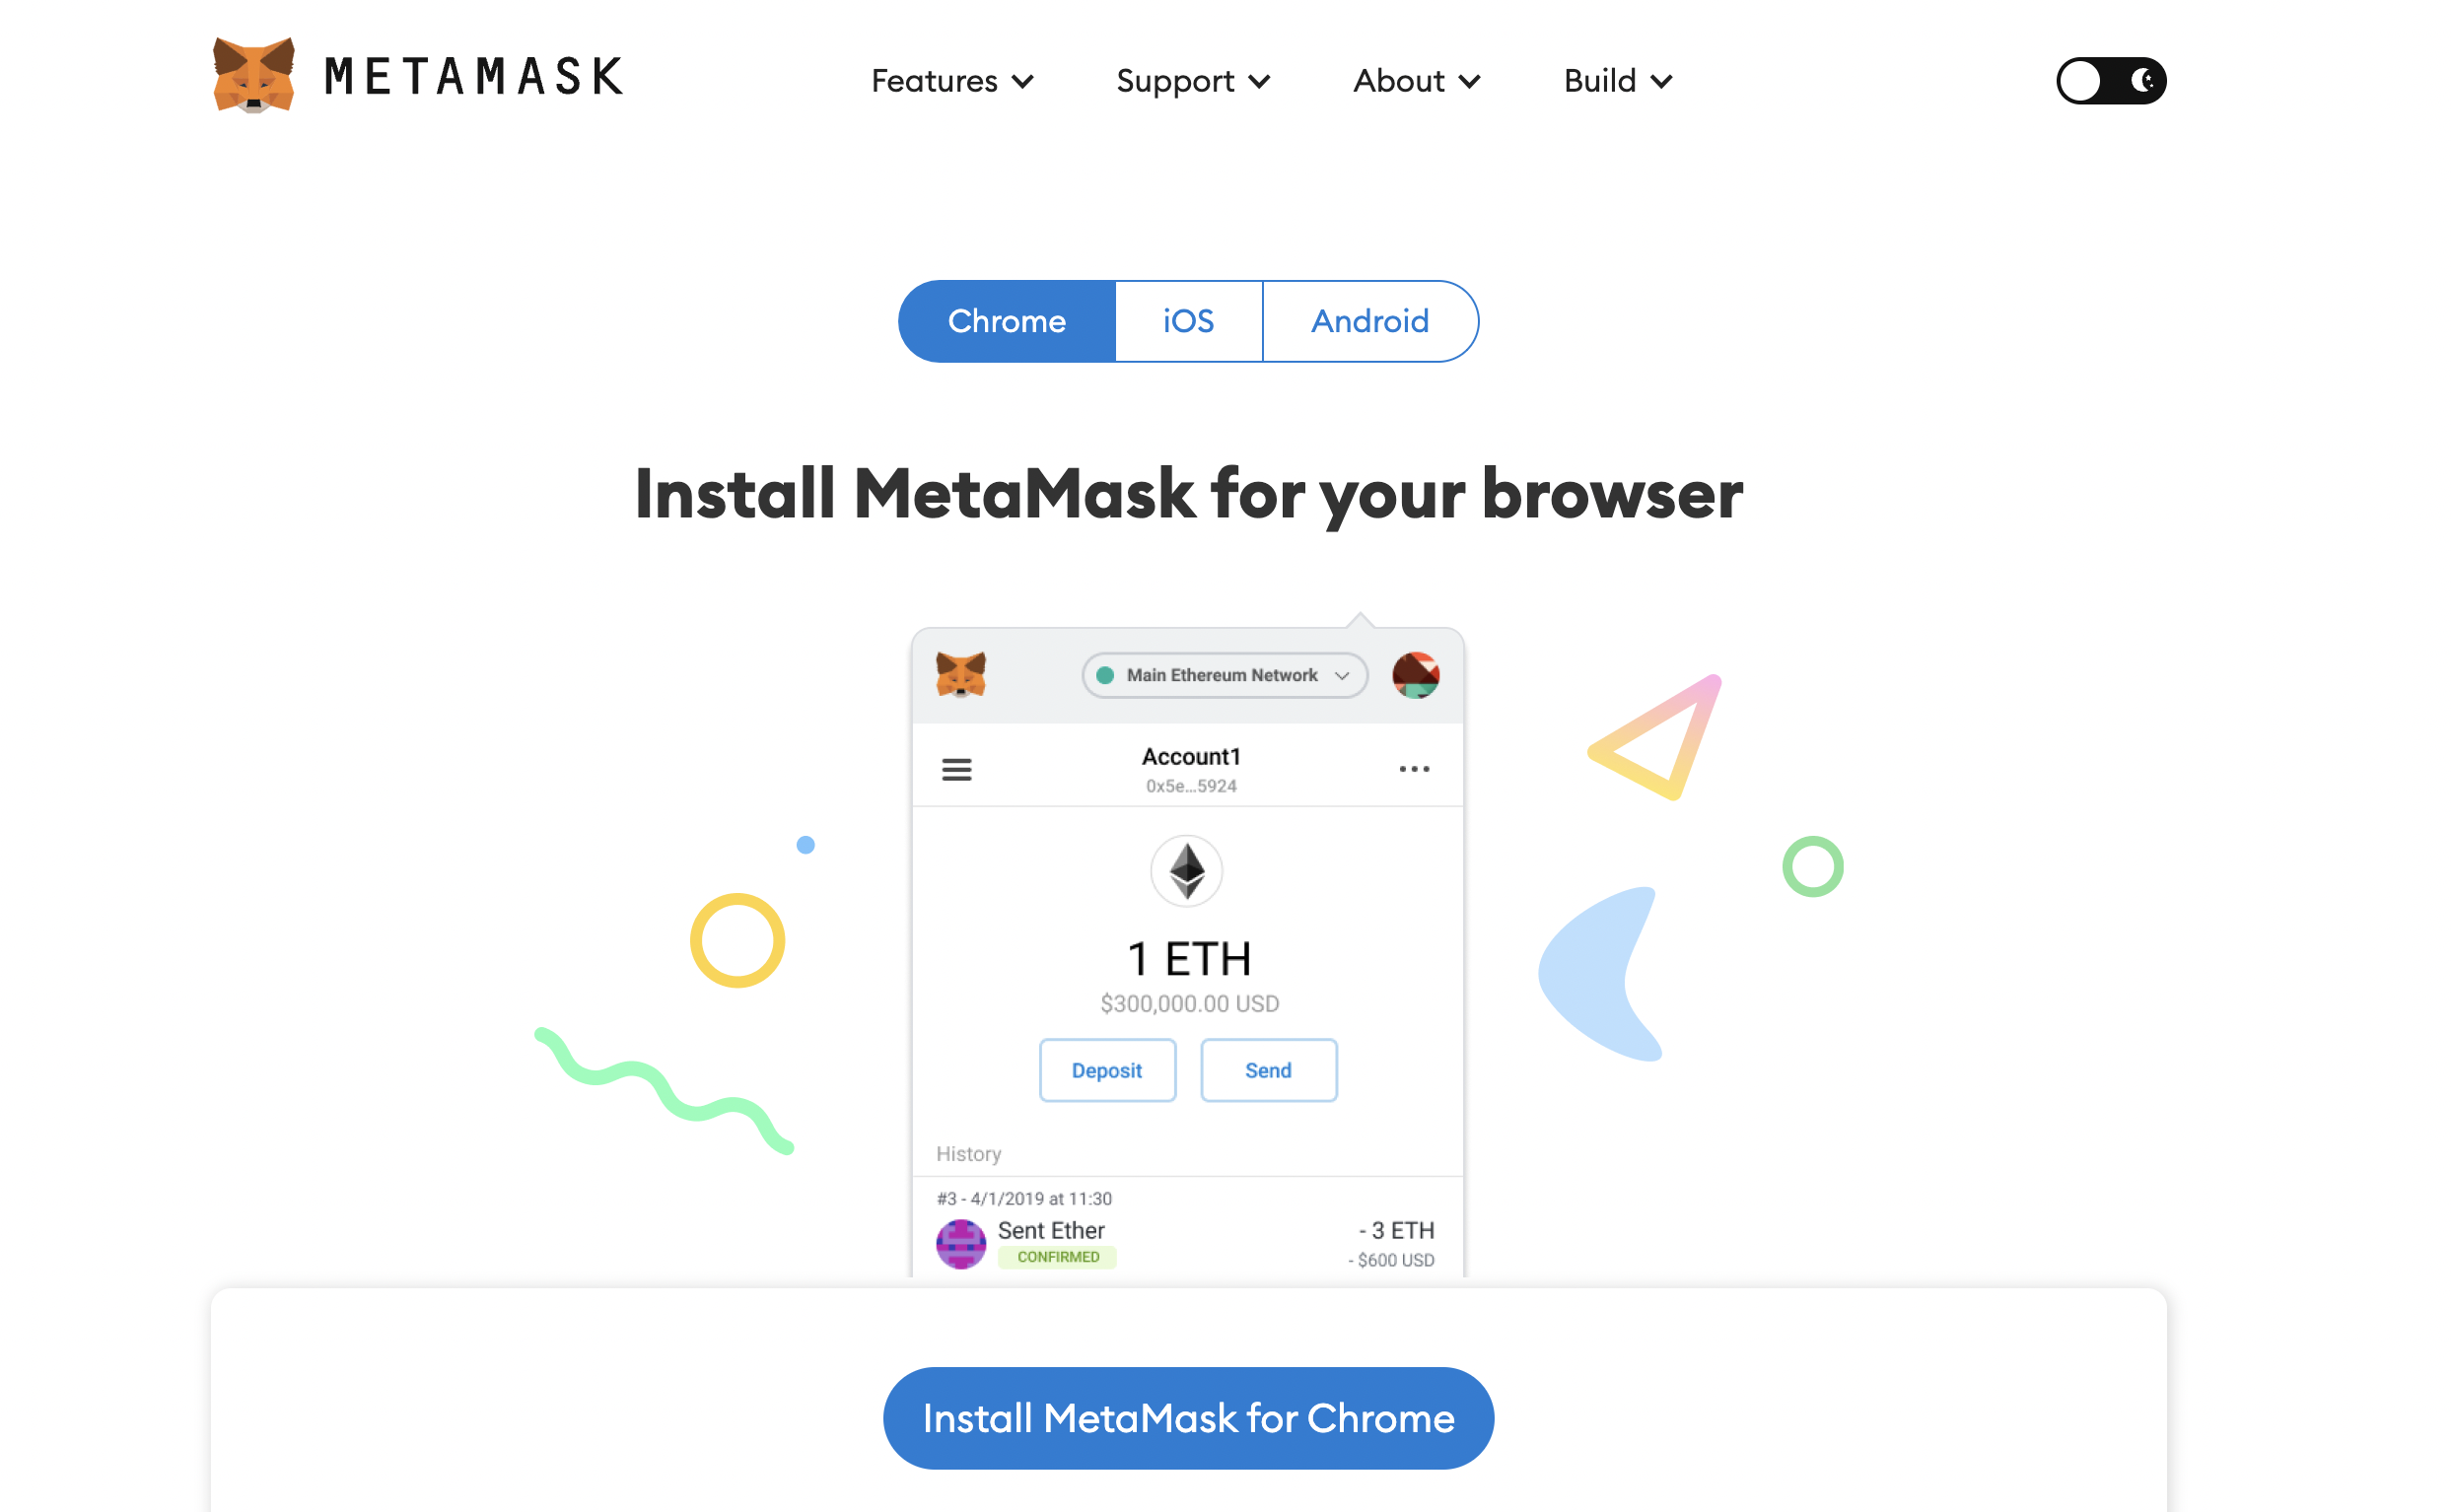 METAMASK
Features Support About Build
Chrome iOS Android
Install MetaMask for your browser
Main Ethereum Network
Account1
0x5e...5924
1 ETH
$300,000.00 USD
Deposit Send
History
#3 - 4/1/2019 at 11:30
Sent Ether - 3 ETH
CONFIRMED - $600 USD
Install MetaMask for Chrome